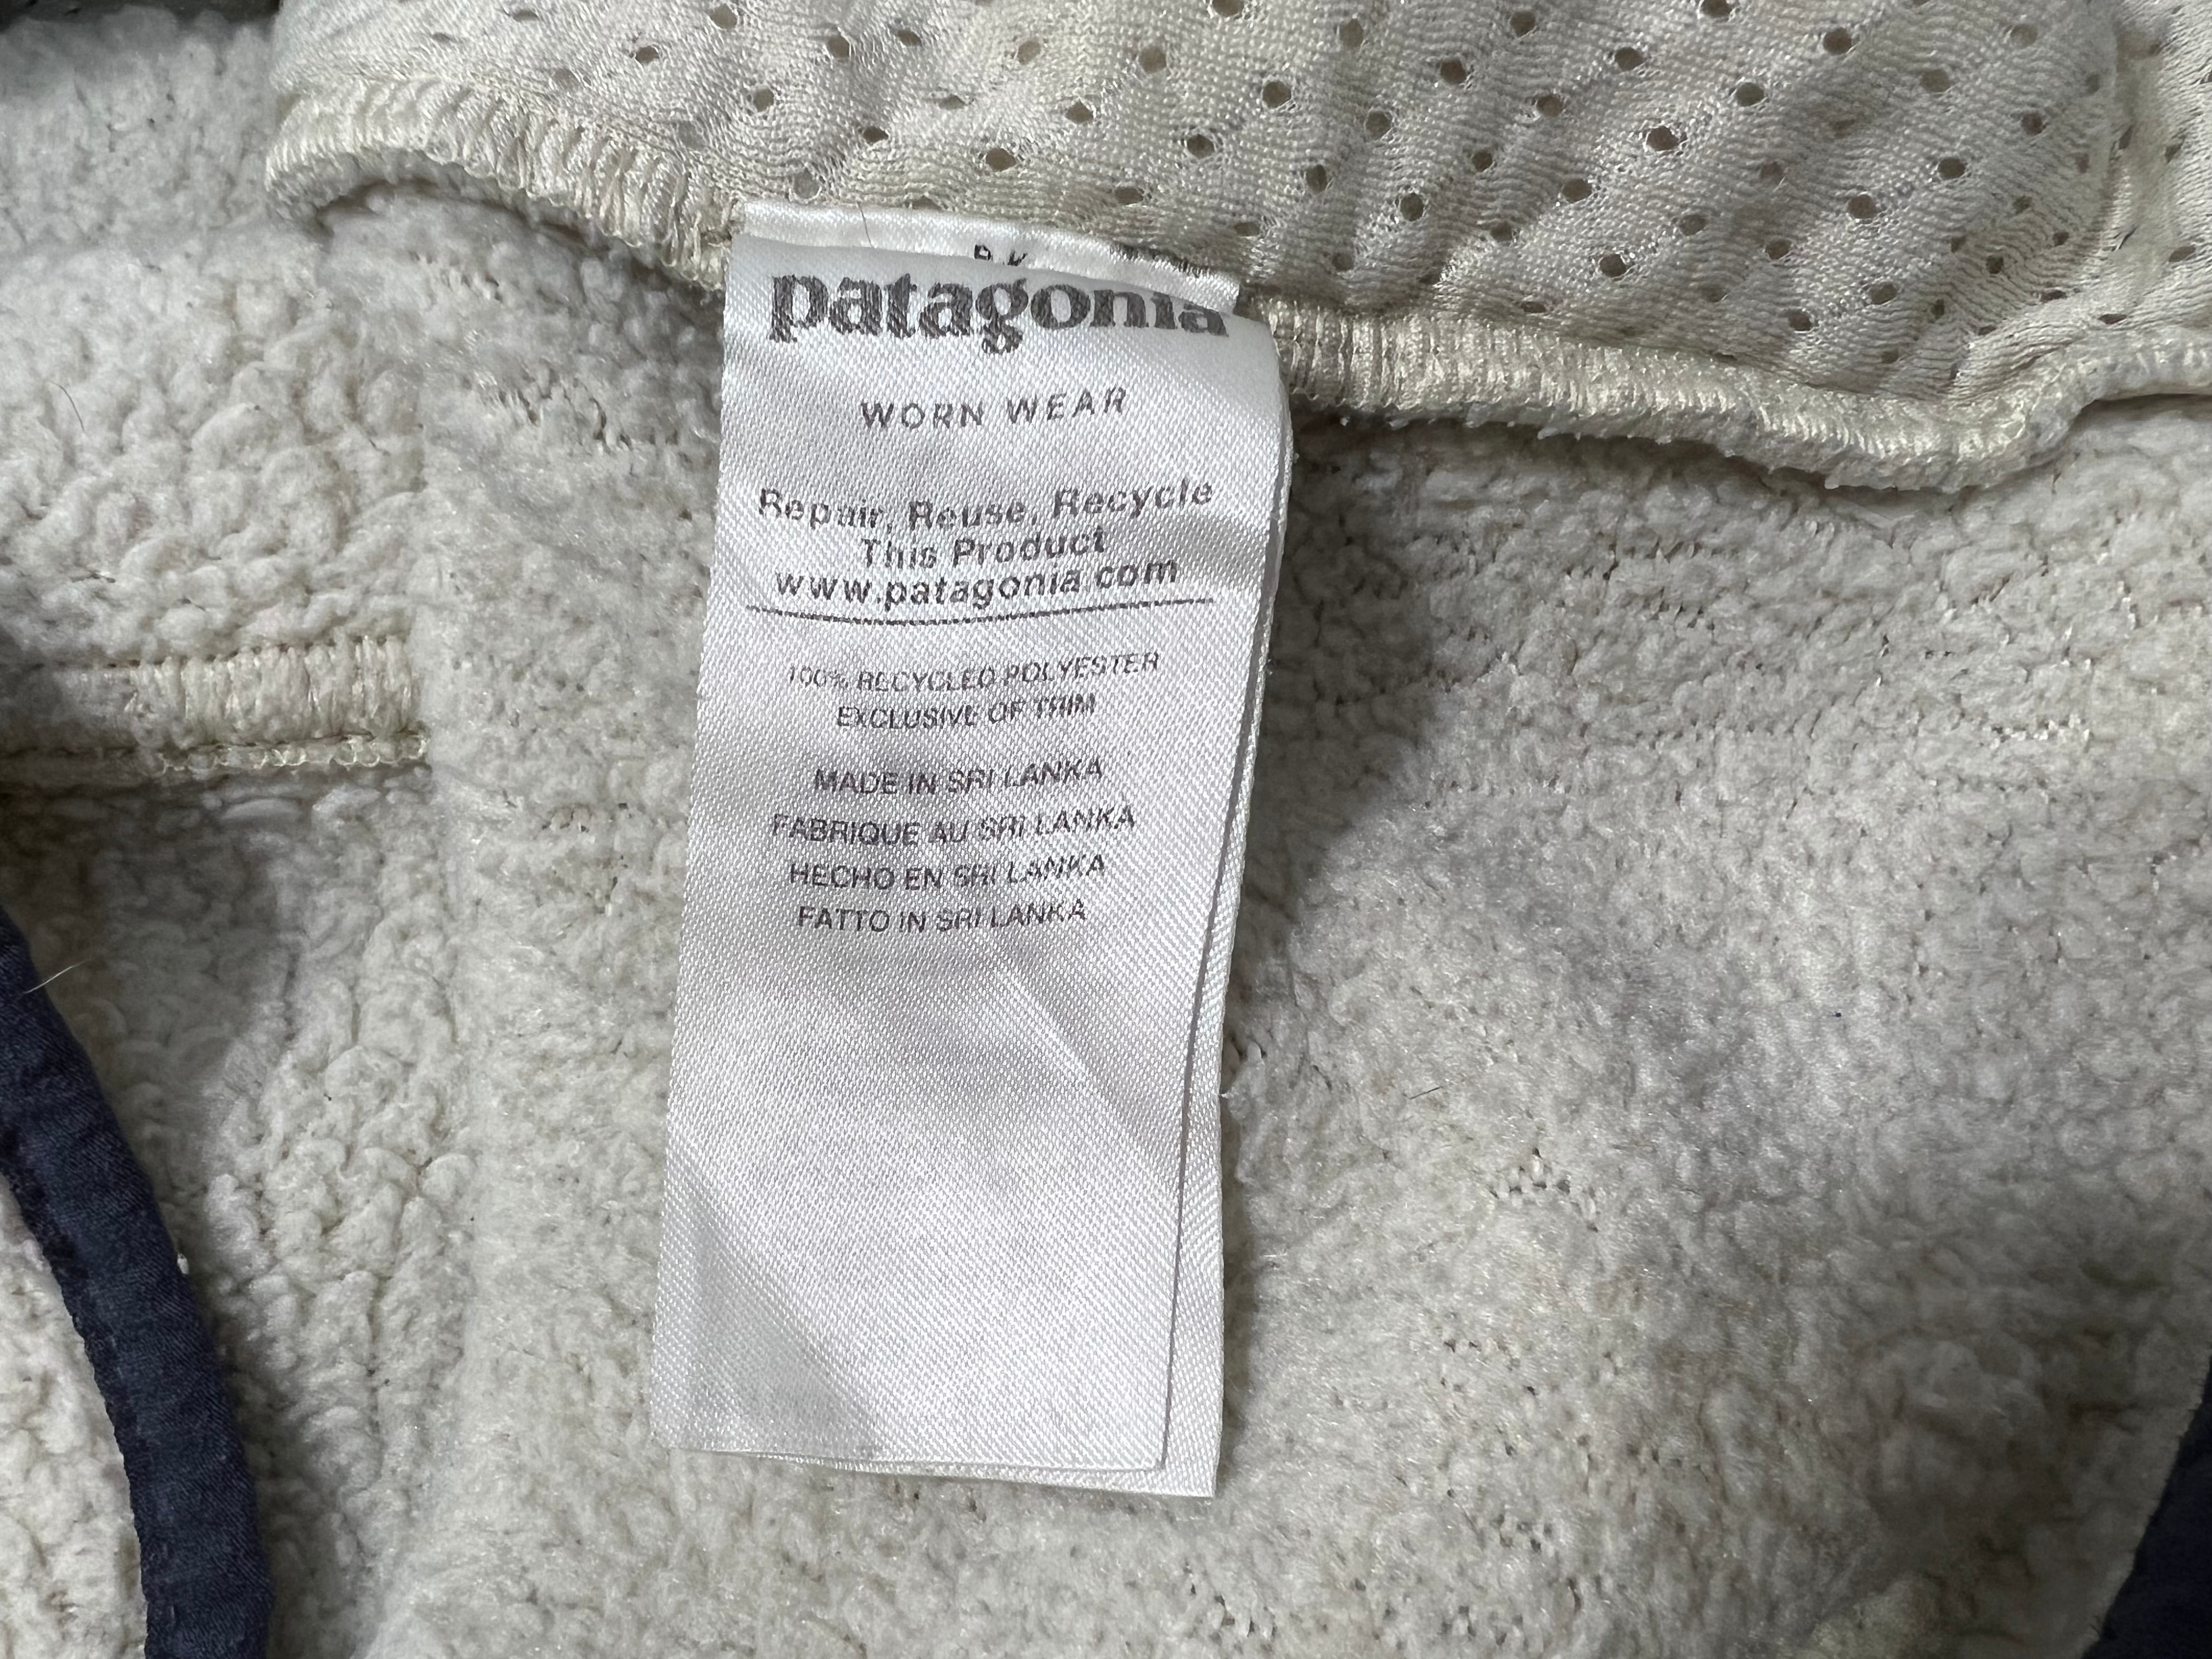 patagonia
WORN WEAR
Repair, Reuse, Recycle
This Product
www.patagonia.com
100% RECYCLED POLYESTER
EXCLUSIVE OF TRIM
MADE IN SRI LANKA
FABRIQUE AU SRI LANKA
HECHO EN SRI LANKA
FATTO IN SRI LANKA